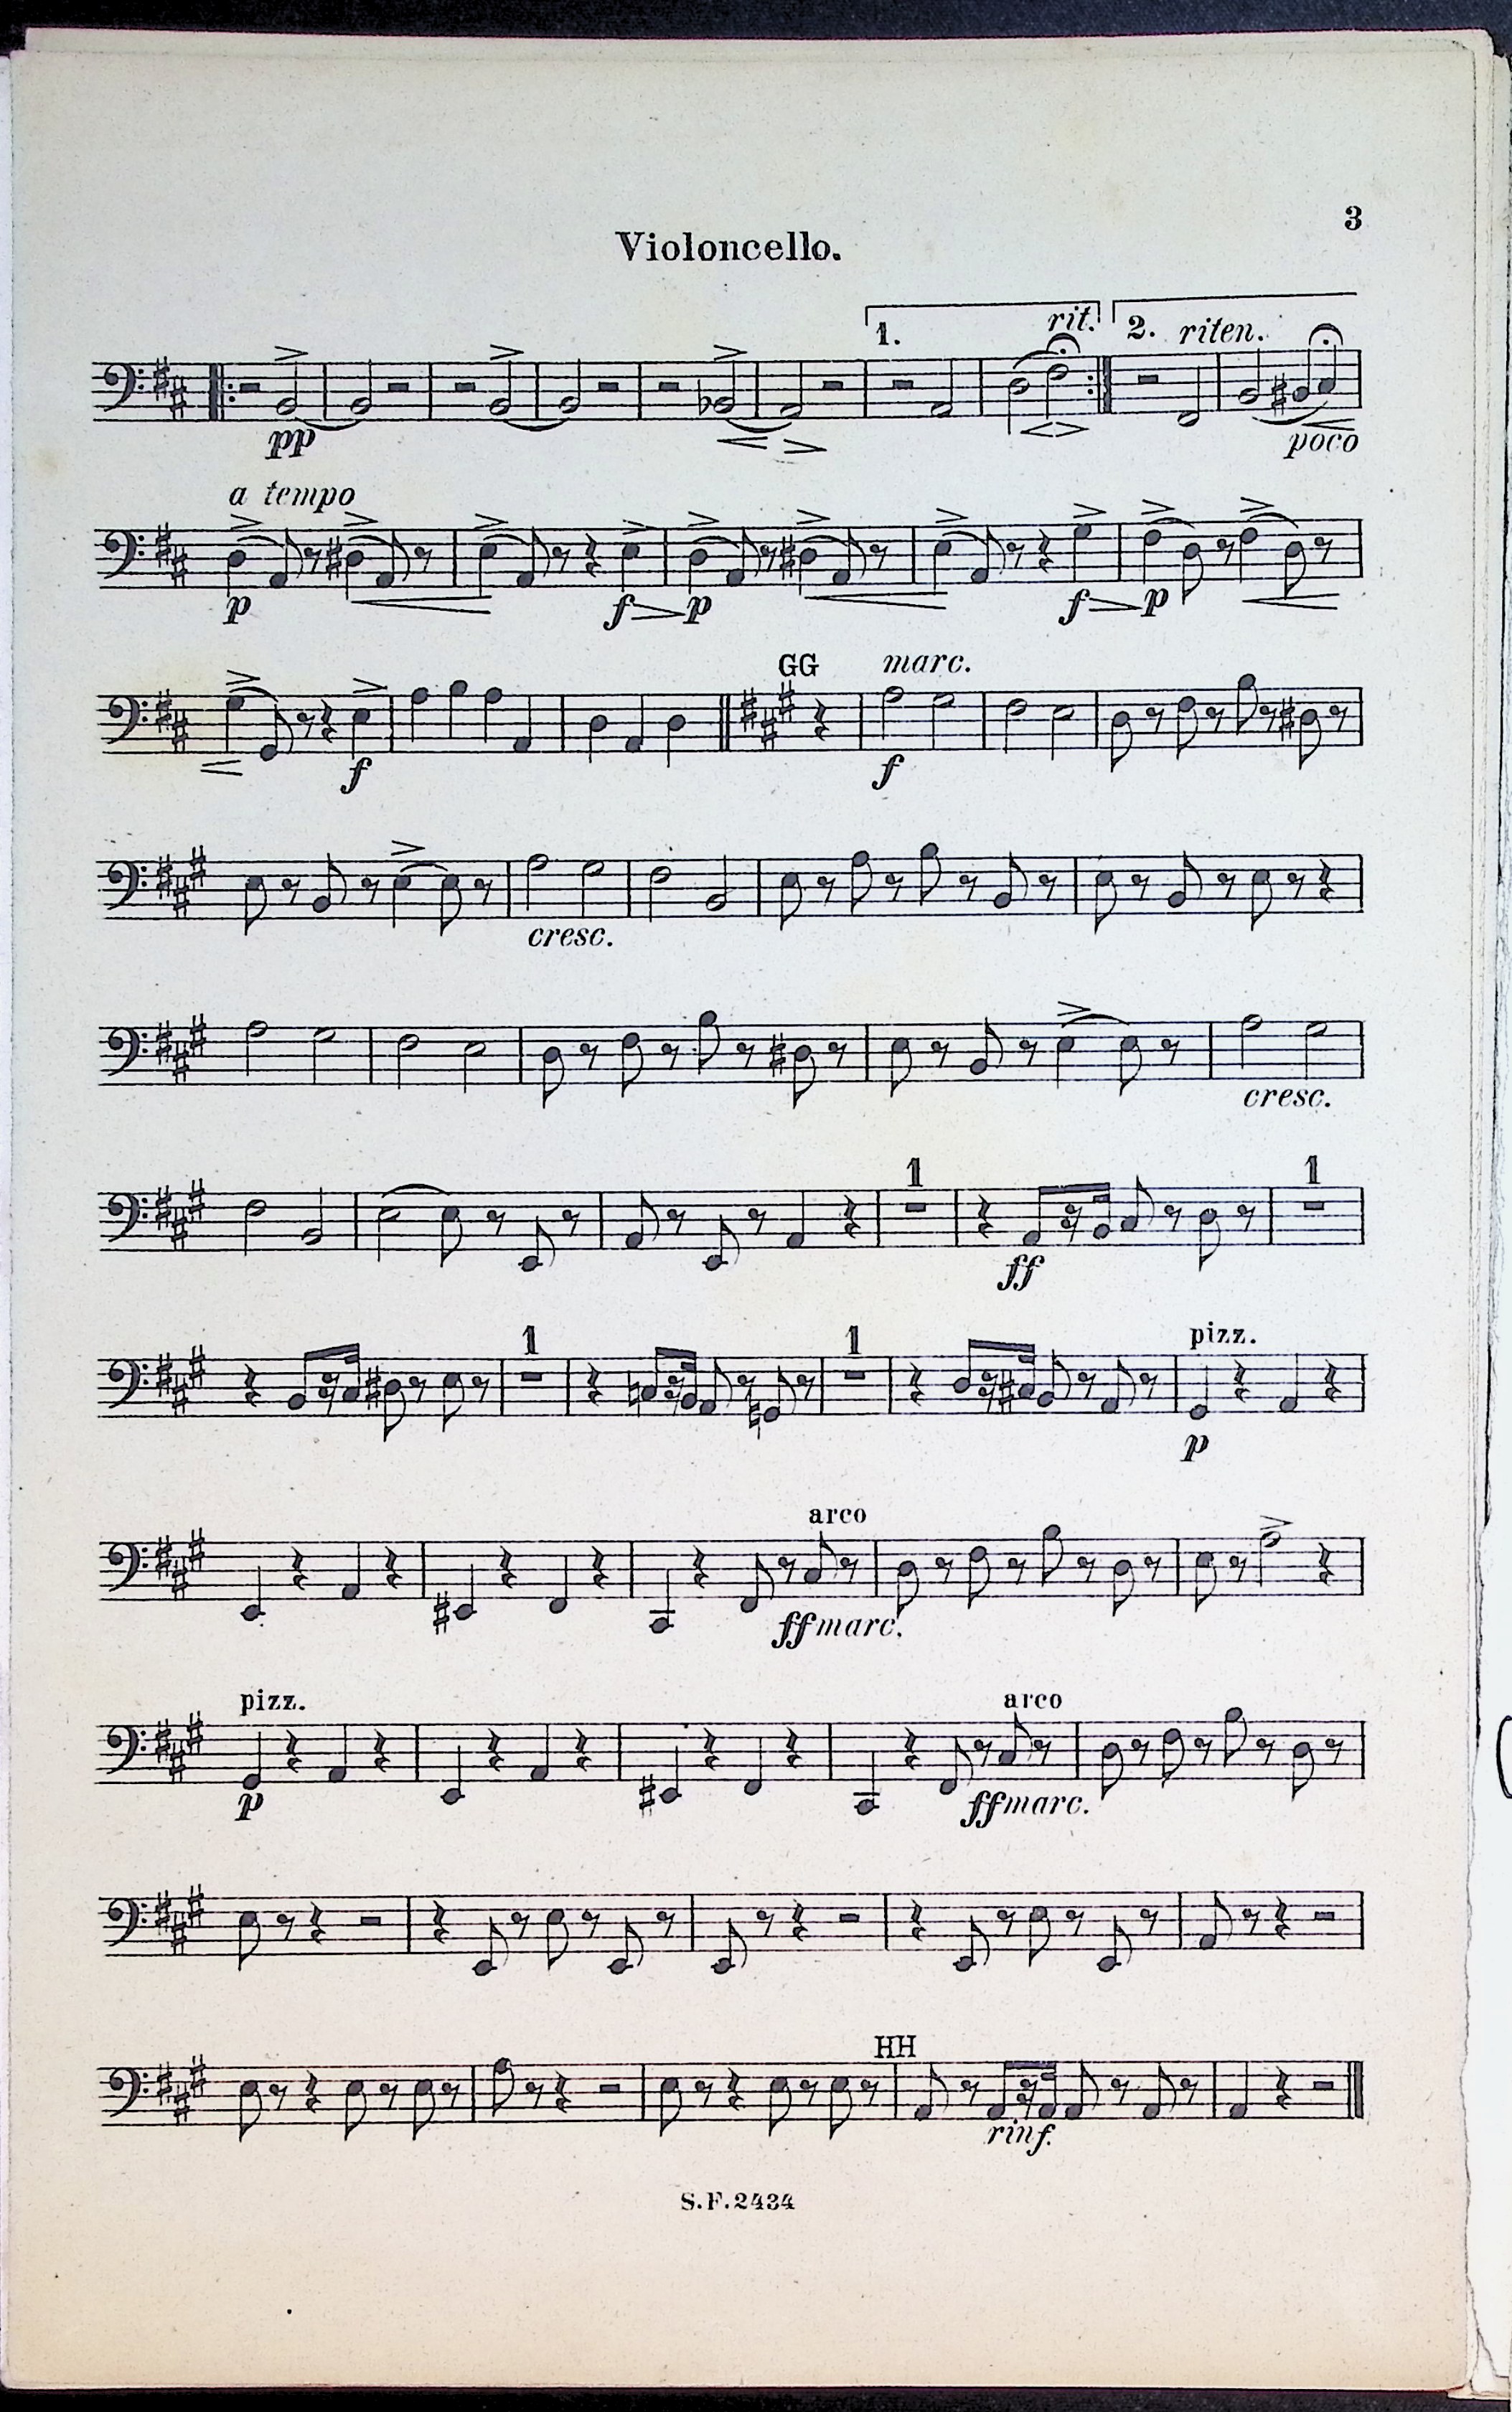 3
Violoncello.
1. rit. 2. riten.
pp poco
a tempo
p f p f p
GG marc.
f f
cresc.
cresc.
1 1
ff
1 1 pizz.
p
arco
ff marc.
pizz. arco
p ff marc.
HH
rinf.
S.F.2434